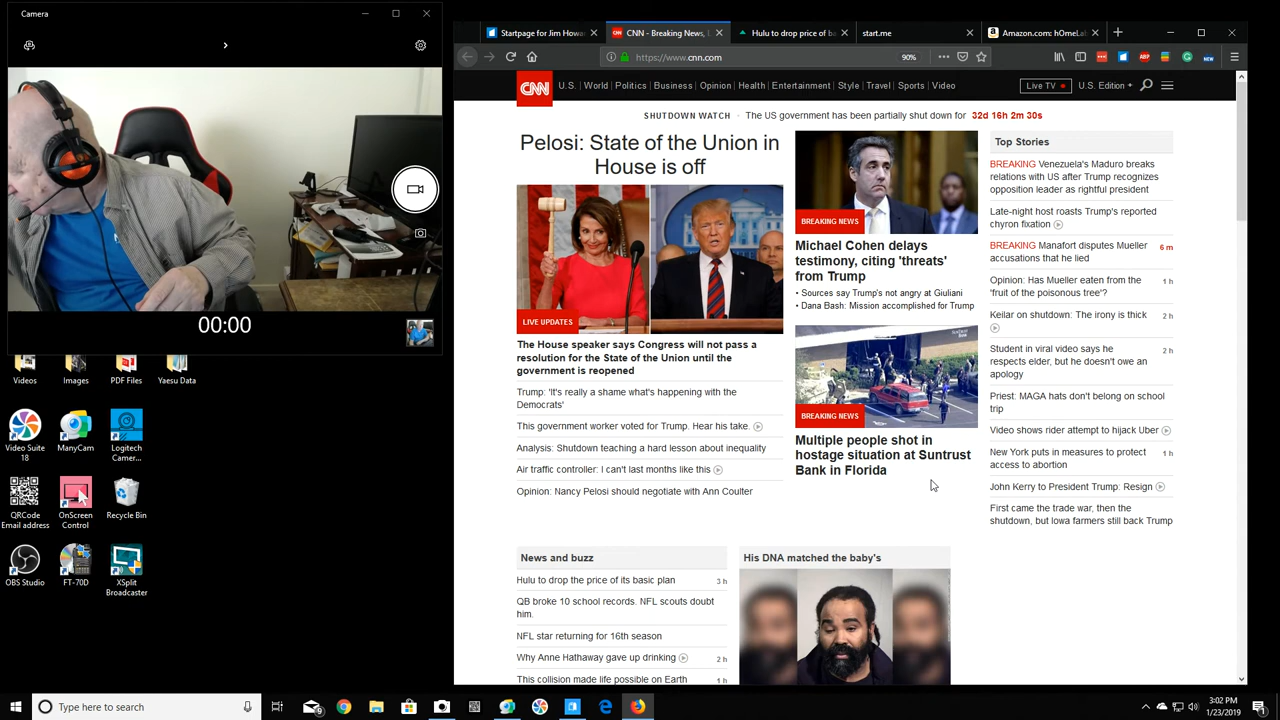 Camera
00:00
Videos
Images
PDF Files
Yaesu Data
Video Suite
18
ManyCam
Logitech
Camer...
QRCode
Email address
OnScreen
Control
Recycle Bin
OBS Studio
FT-70D
XSplit
Broadcaster
Startpage for Jim Howar
CNN - Breaking News, L
Hulu to drop price of ba
start.me
Amazon.com: hOmeLab
https://www.cnn.com
90%
CNN
U.S.
World
Politics
Business
Opinion
Health
Entertainment
Style
Travel
Sports
Video
Live TV
U.S. Edition +
SHUTDOWN WATCH
The US government has been partially shut down for 32d 16h 2m 30s
Pelosi: State of the Union in
House is off
LIVE UPDATES
The House speaker says Congress will not pass a
resolution for the State of the Union until the
government is reopened
Trump: 'It's really a shame what's happening with the
Democrats'
This government worker voted for Trump. Hear his take.
Analysis: Shutdown teaching a hard lesson about inequality
Air traffic controller: I can't last months like this
Opinion: Nancy Pelosi should negotiate with Ann Coulter
BREAKING NEWS
Michael Cohen delays
testimony, citing 'threats'
from Trump
• Sources say Trump's not angry at Giuliani
• Dana Bash: Mission accomplished for Trump
BREAKING NEWS
Multiple people shot in
hostage situation at Suntrust
Bank in Florida
Top Stories
BREAKING Venezuela's Maduro breaks
relations with US after Trump recognizes
opposition leader as rightful president
Late-night host roasts Trump's reported
chyron fixation
BREAKING Manafort disputes Mueller 6 m
accusations that he lied
Opinion: Has Mueller eaten from the 1 h
'fruit of the poisonous tree'?
Keilar on shutdown: The irony is thick 2 h
Student in viral video says he 2 h
respects elder, but he doesn't owe an
apology
Priest: MAGA hats don't belong on school
trip
Video shows rider attempt to hijack Uber
New York puts in measures to protect 1 h
access to abortion
John Kerry to President Trump: Resign
First came the trade war, then the
shutdown, but Iowa farmers still back Trump
News and buzz
Hulu to drop the price of its basic plan 3 h
QB broke 10 school records. NFL scouts doubt
him.
NFL star returning for 16th season
Why Anne Hathaway gave up drinking 2 h
This collision made life possible on Earth 1 h
His DNA matched the baby's
Type here to search
3:02 PM
1/23/2019